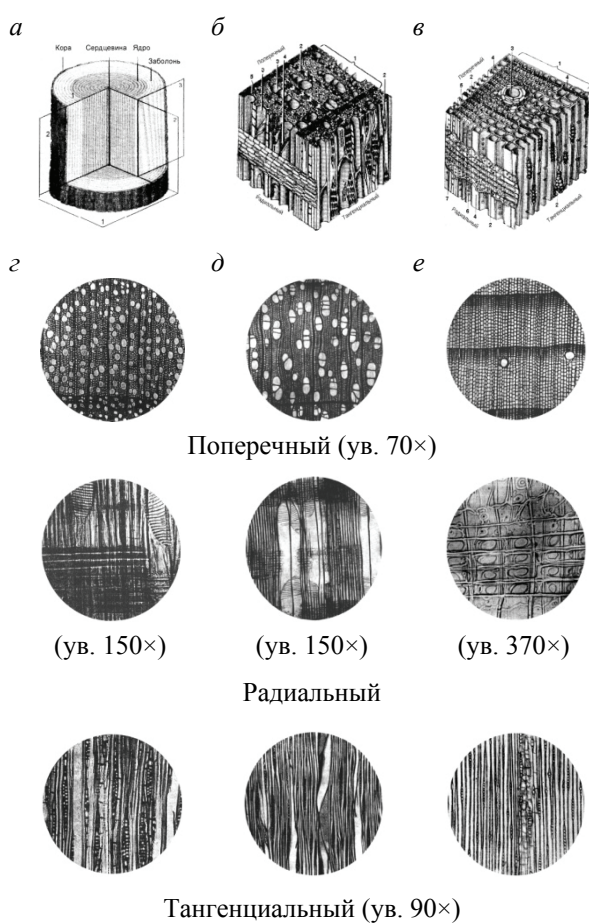 а б в
Кора Сердцевина Ядро
Заболонь
Поперечный
Радиальный
Тангенциальный
Поперечный
Радиальный
Тангенциальный
г д е
Поперечный (ув. 70×)
(ув. 150×) (ув. 150×) (ув. 370×)
Радиальный
Тангенциальный (ув. 90×)